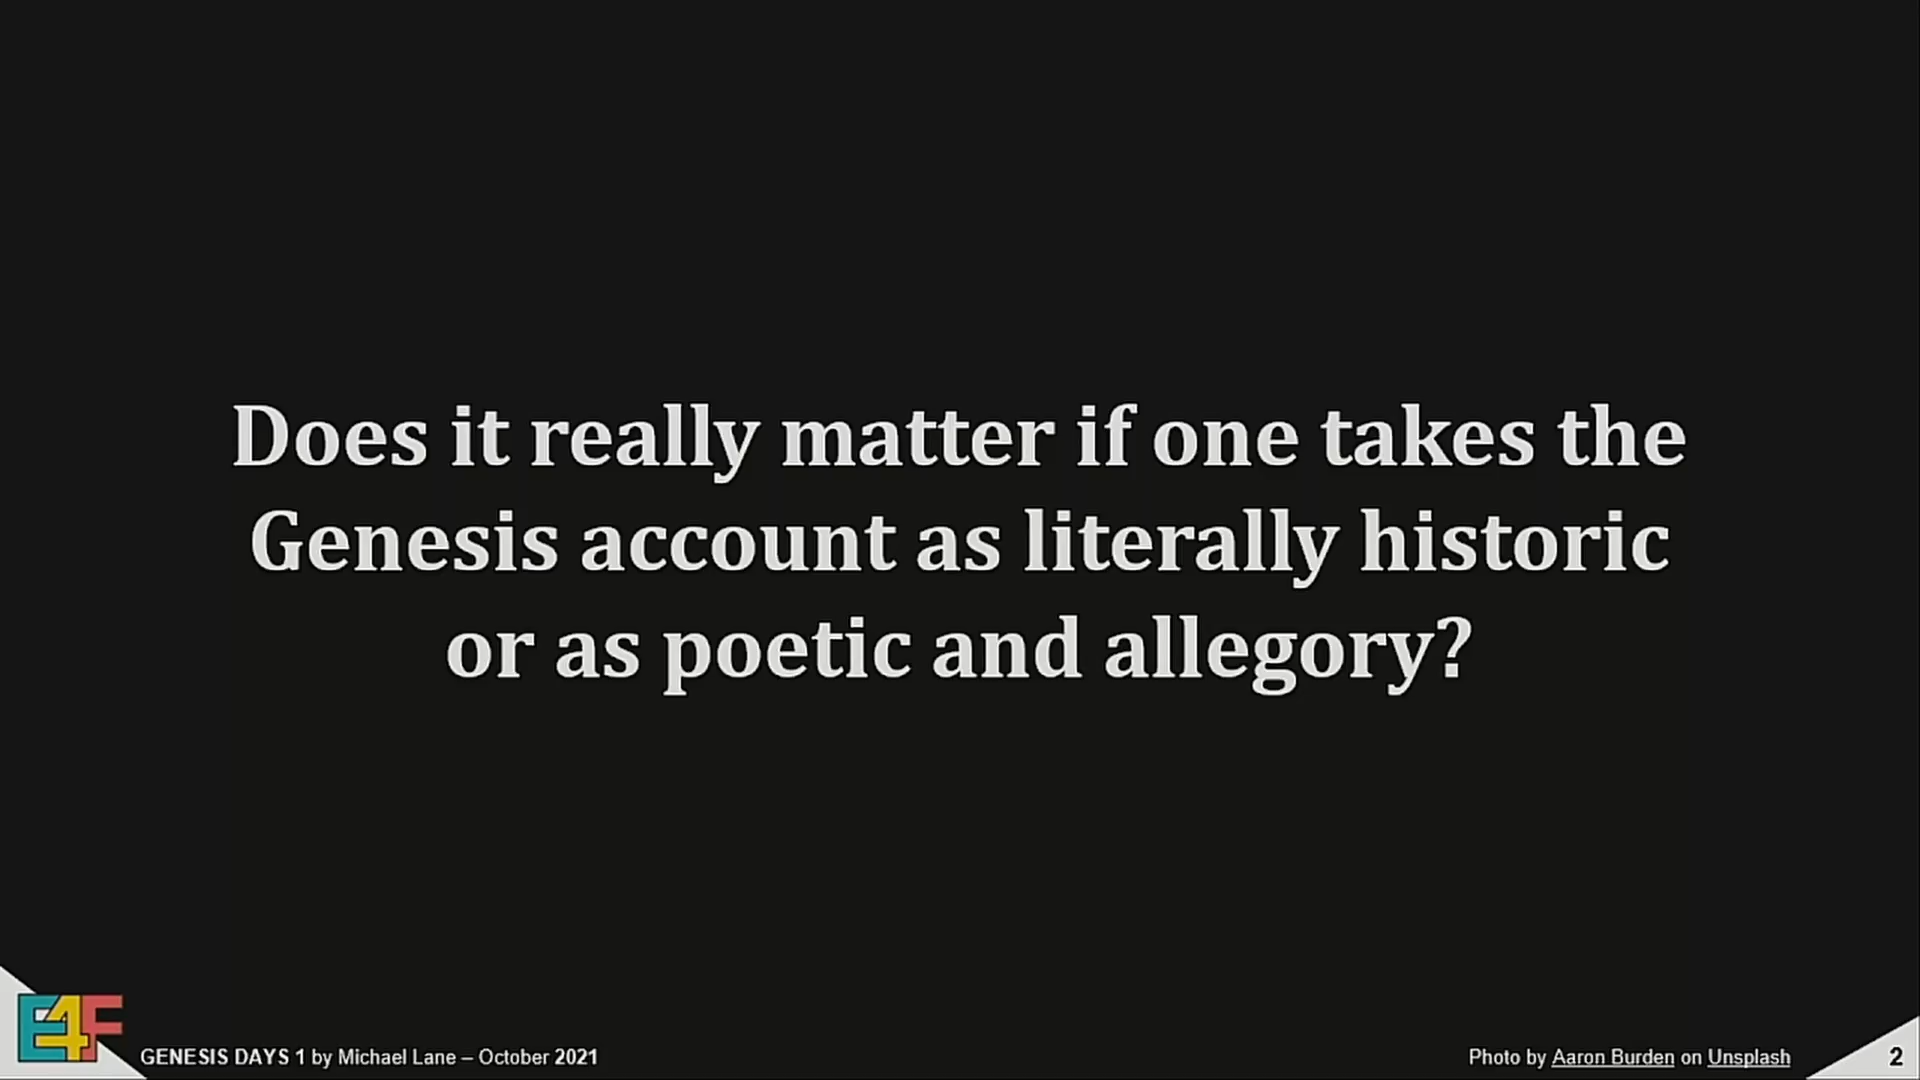 Does it really matter if one takes the
Genesis account as literally historic
or as poetic and allegory?
E4F
GENESIS DAYS 1 by Michael Lane – October 2021
Photo by Aaron Burden on Unsplash
2